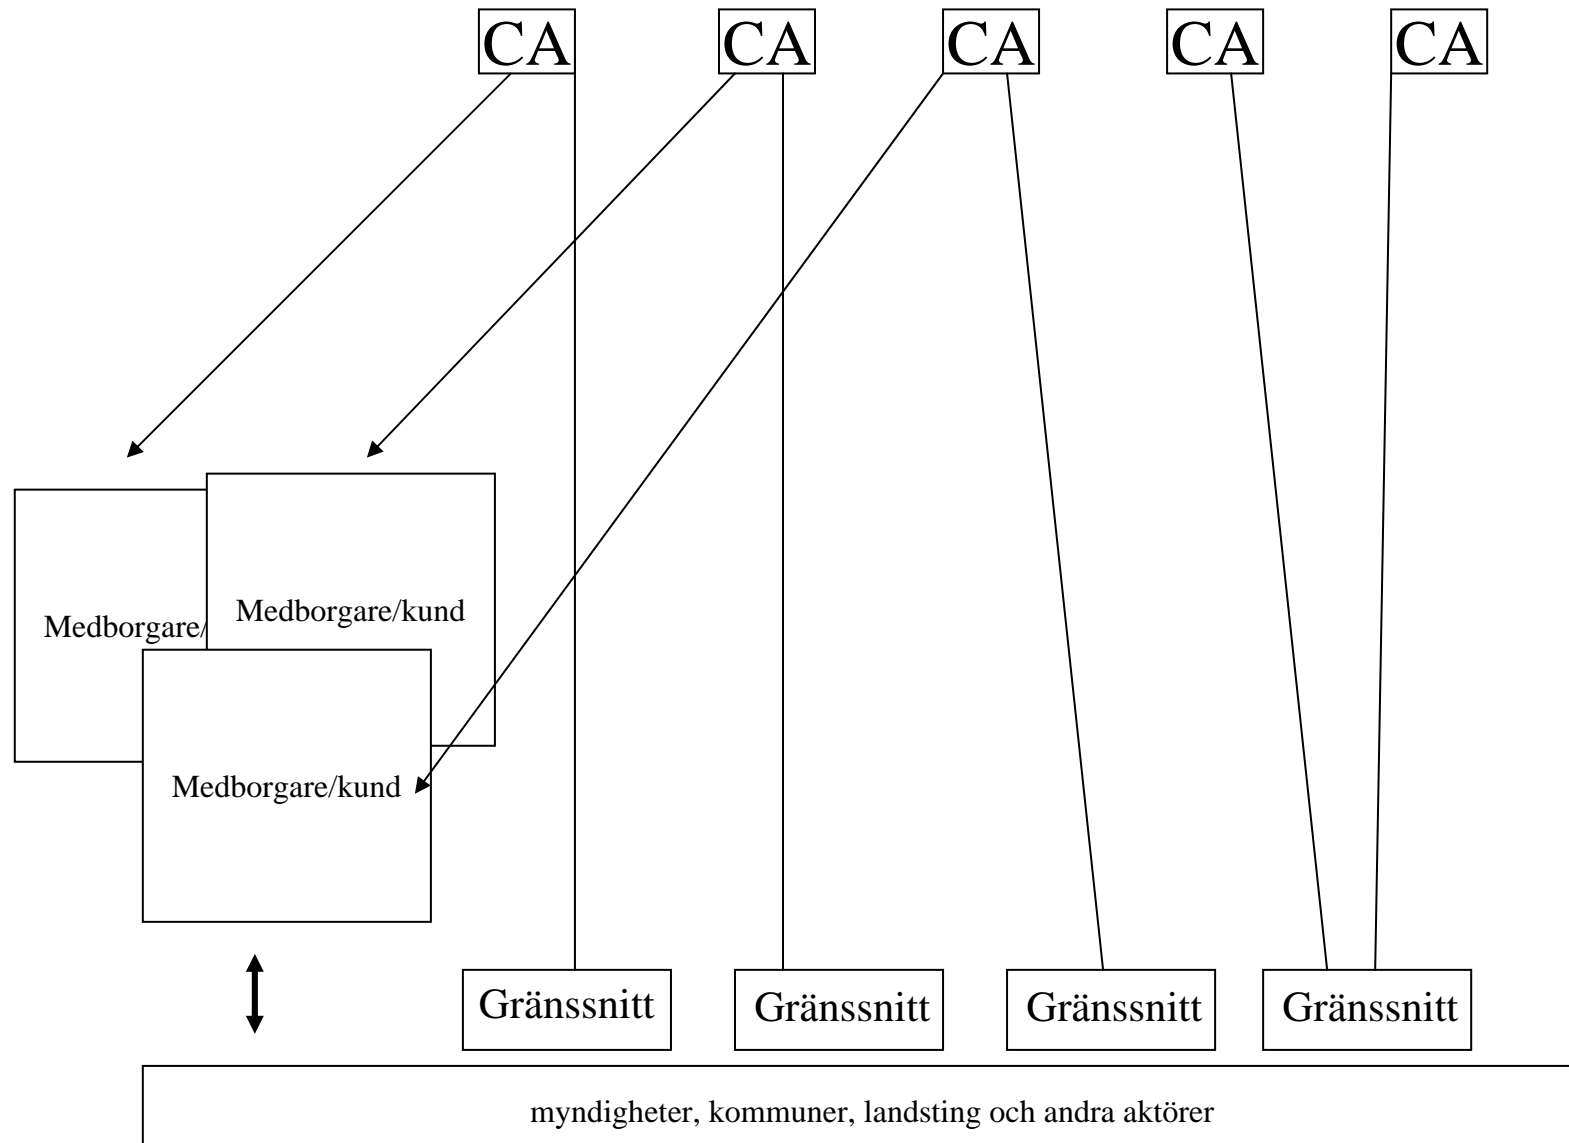 CA CA CA CA CA
Medborgare/kund
Medborgare/
Medborgare/kund
Gränssnitt Gränssnitt Gränssnitt Gränssnitt
myndigheter, kommuner, landsting och andra aktörer